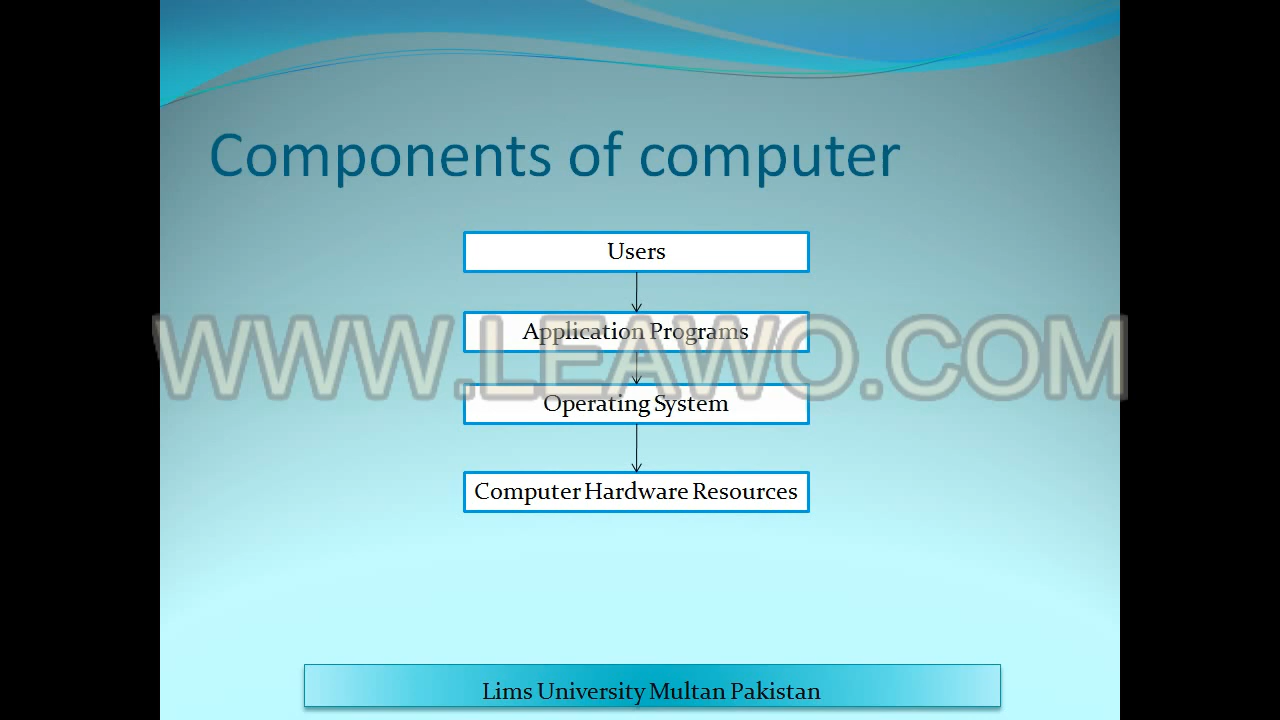 Components of computer
Users
Application Programs
WWW.LEAWO.COM
Operating System
Computer Hardware Resources
Lims University Multan Pakistan